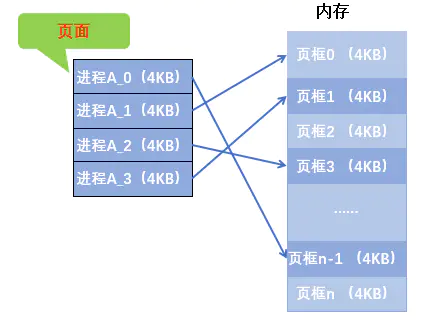 内存
页面
进程A_0（4KB）
进程A_1（4KB）
进程A_2（4KB）
进程A_3（4KB）
页框0 （4KB）
页框1 （4KB）
页框2 （4KB）
页框3 （4KB）
……
页框n-1 （4KB）
页框n （4KB）